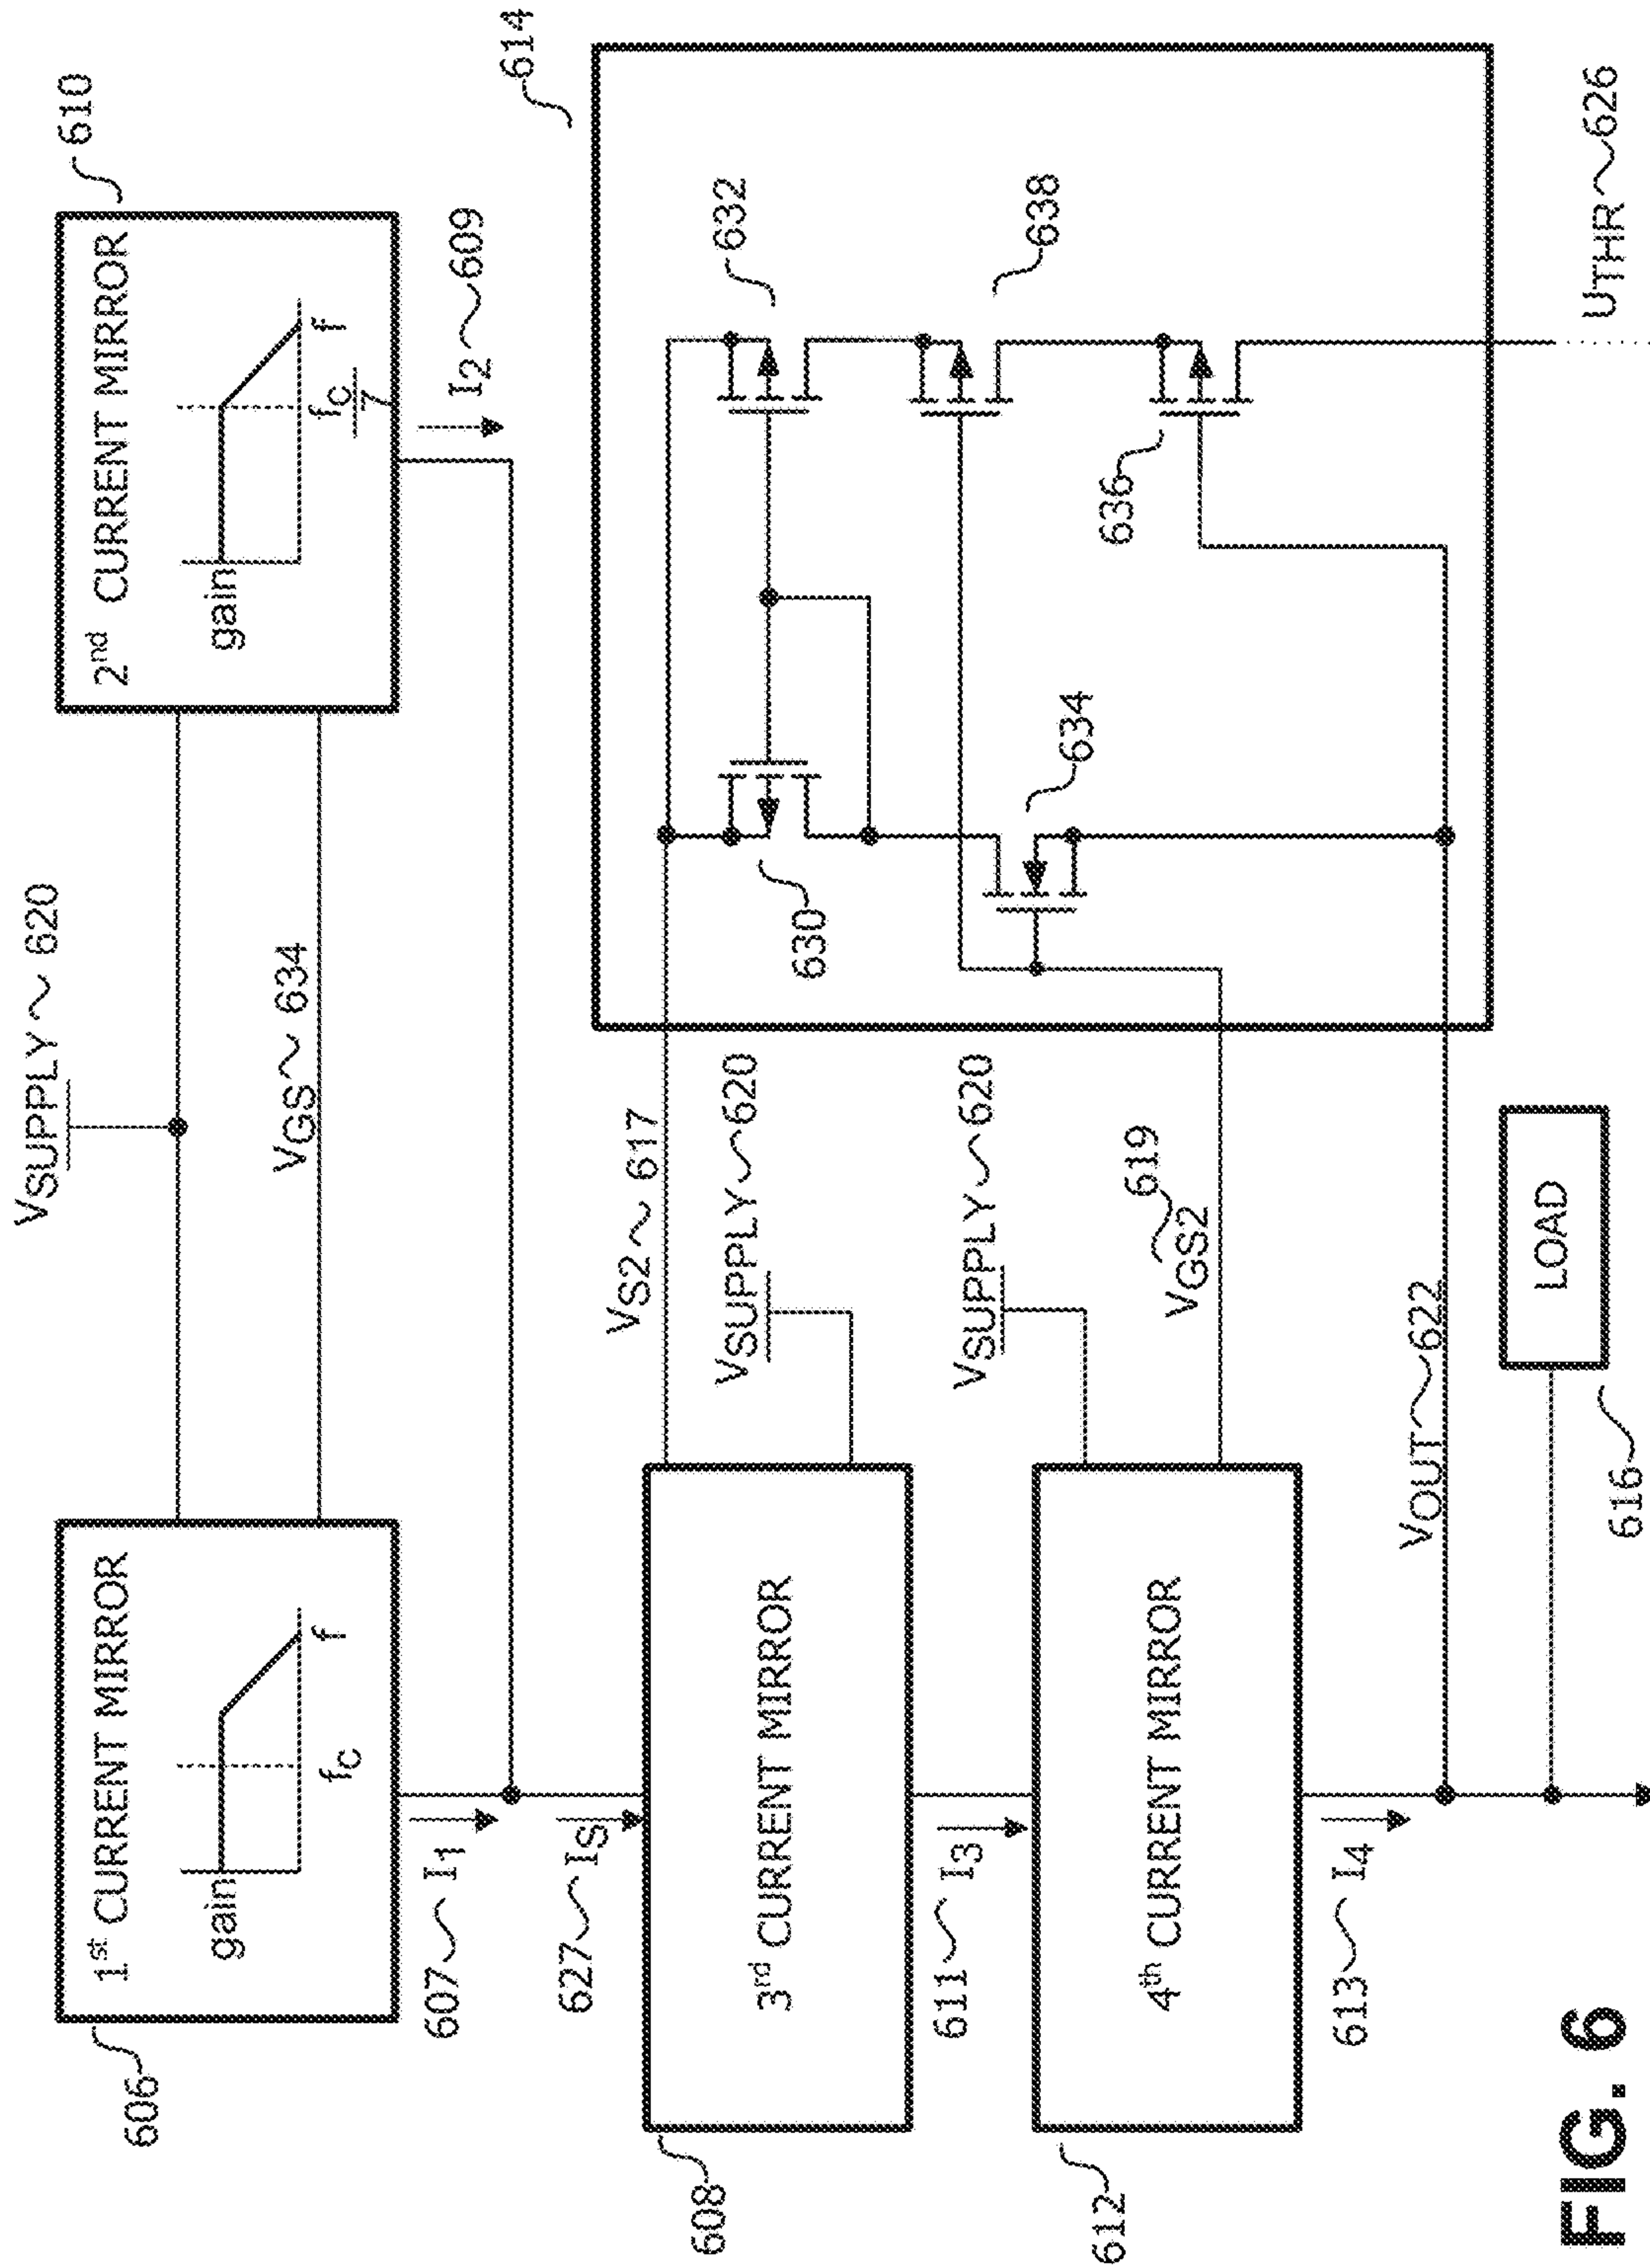 VSUPPLY 620
606
1st CURRENT MIRROR
gain
fC
f
VGS 634
2nd CURRENT MIRROR
gain
fC/7
f
610
607 I1
I2 609
627 IS
614
608
3rd CURRENT MIRROR
VS2 617
VSUPPLY 620
630
632
611 I3
612
4th CURRENT MIRROR
VSUPPLY 620
VGS2 619
634
638
636
613 I4
VOUT 622
LOAD
616
UTHR 626
FIG. 6